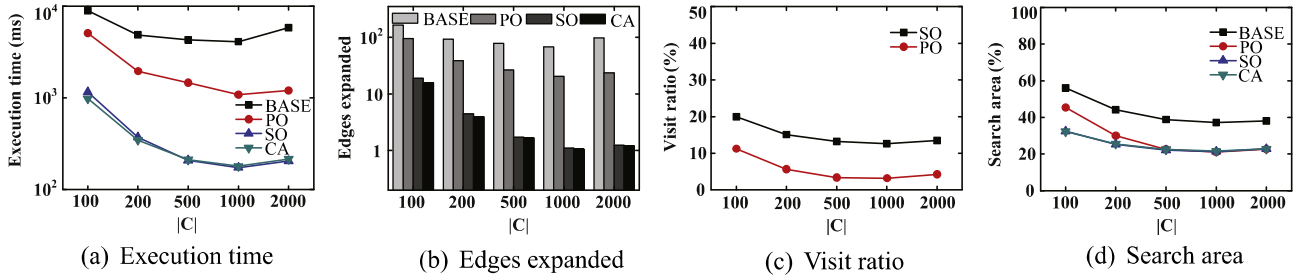 10⁴
10³
10²
Execution time (ms)
BASE
PO
SO
CA
100 200 500 1000 2000
|C|
(a) Execution time
10²
10
1
Edges expanded
BASE PO SO CA
100 200 500 1000 2000
|C|
(b) Edges expanded
50
40
30
20
10
0
Visit ratio (%)
SO
PO
100 200 500 1000 2000
|C|
(c) Visit ratio
100
80
60
40
20
0
Search area (%)
BASE
PO
SO
CA
100 200 500 1000 2000
|C|
(d) Search area